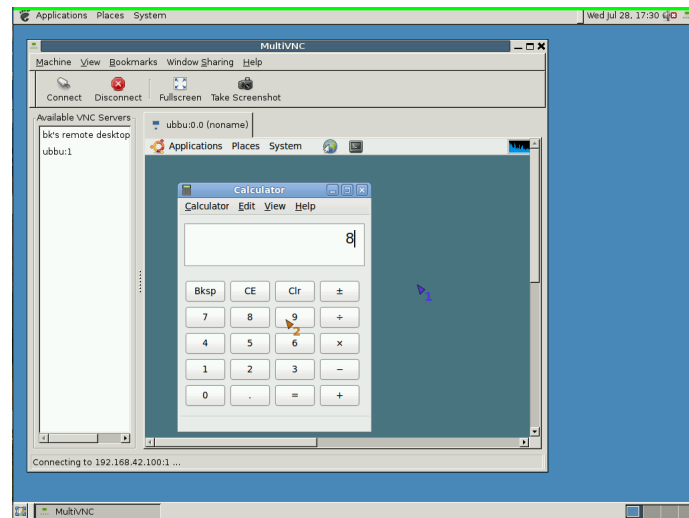 Applications Places System Wed Jul 28, 17:30
MultiVNC
Machine View Bookmarks Window Sharing Help
Connect Disconnect Fullscreen Take Screenshot
Available VNC Servers
bk's remote desktop
ubbu:1
ubbu:0.0 (noname)
Applications Places System
Calculator
Calculator Edit View Help
8
Bksp CE Clr ±
7 8 9 ÷
4 5 6 ×
1 2 3 −
0 . = +
1
2
Connecting to 192.168.42.100:1 ...
MultiVNC